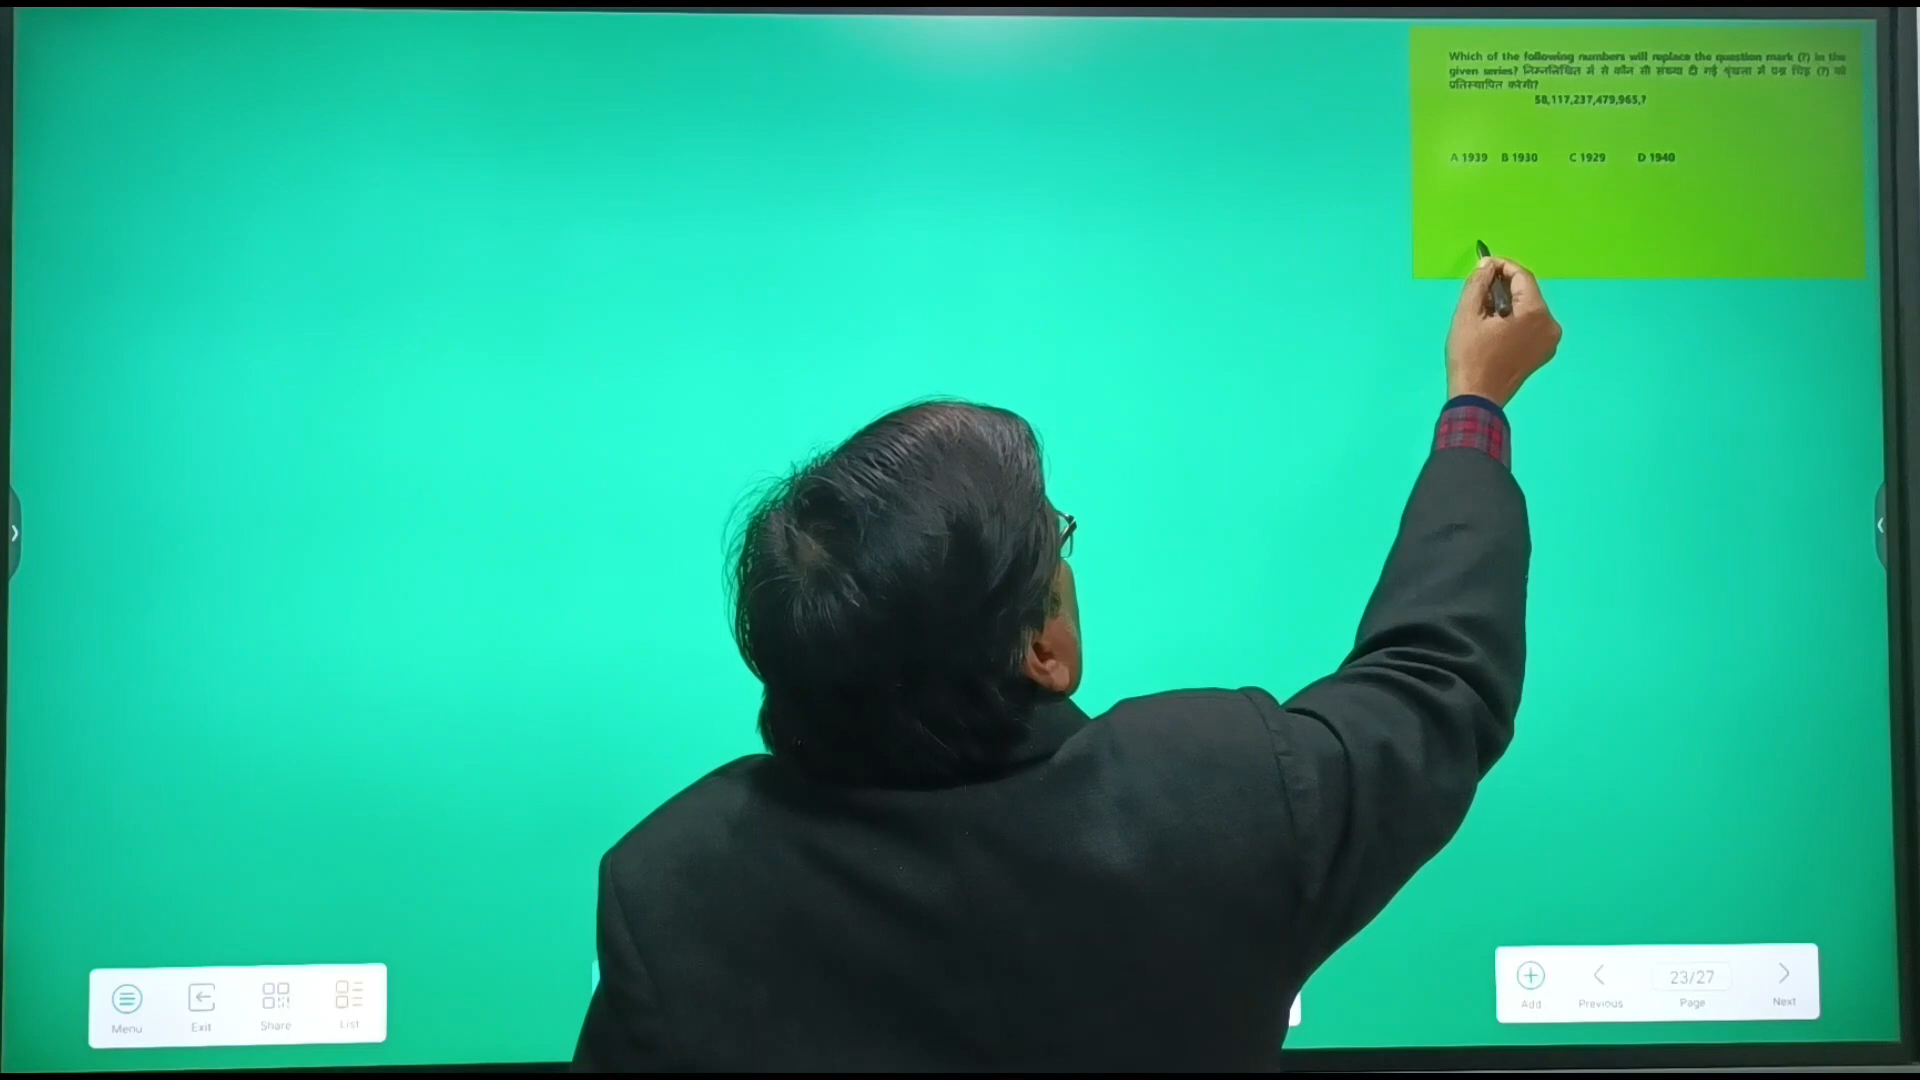 Which of the following numbers will replace the question mark (?) in the
given series? निम्नलिखित में से कौन सी संख्या दी गई श्रृंखला में प्रश्न चिह्न (?) को
प्रतिस्थापित करेगी?
58,117,237,479,965,?
A 1939 B 1930 C 1929 D 1940
Menu Exit Share List
Add Previous 23/27 Page Next